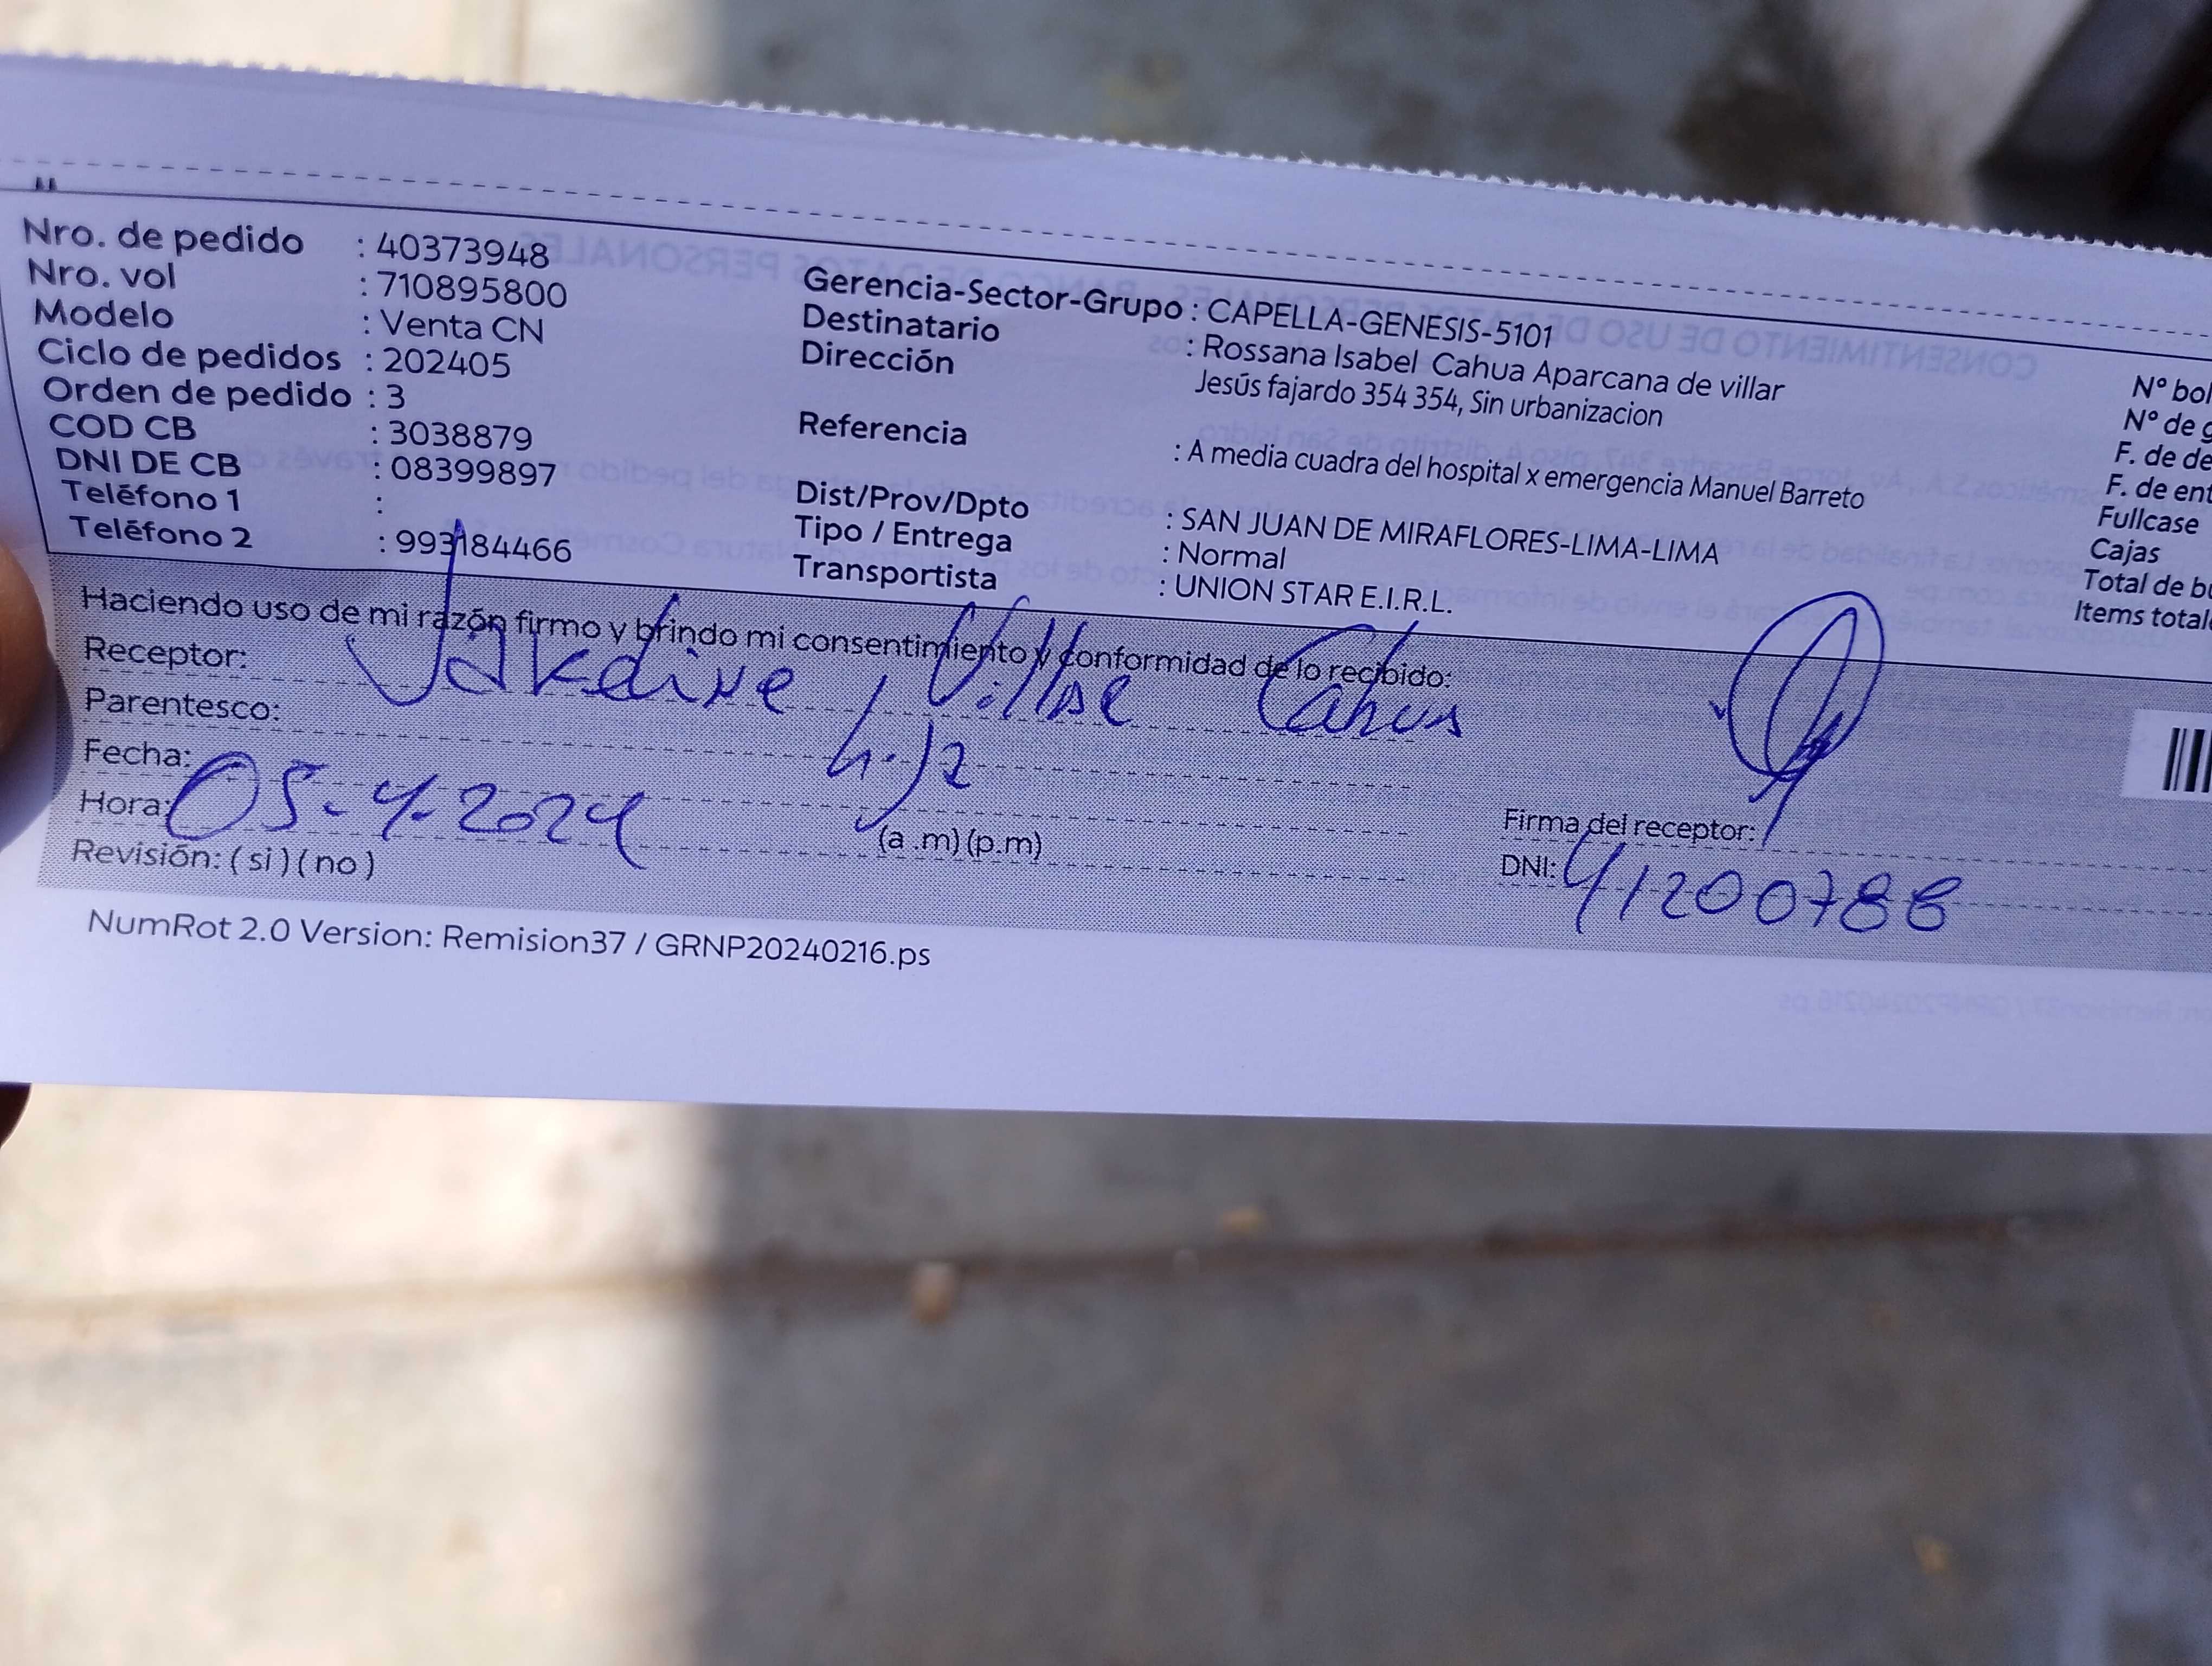 Nro. de pedido : 40373948
Nro. vol : 710895800
Modelo : Venta CN
Ciclo de pedidos : 202405
Orden de pedido : 3
COD CB : 3038879
DNI DE CB : 08399897
Teléfono 1 :
Teléfono 2 : 993184466
Gerencia-Sector-Grupo : CAPELLA-GENESIS-5101
Destinatario : Rossana Isabel Cahua Aparcana de villar
Dirección Jesús fajardo 354 354, Sin urbanizacion
Referencia : A media cuadra del hospital x emergencia Manuel Barreto
Dist/Prov/Dpto : SAN JUAN DE MIRAFLORES-LIMA-LIMA
Tipo / Entrega : Normal
Transportista : UNION STAR E.I.R.L.
N° bol
N° de g
F. de de
F. de ent
Fullcase
Cajas
Total de bu
Items total
Haciendo uso de mi razón firmo y brindo mi consentimiento y conformidad de lo recibido:
Receptor: Villar Cahua
Parentesco: hija
Fecha: 05-4-2024
Hora: (a .m) (p.m)
Revisión: ( si ) ( no )
Firma del receptor:
DNI: 41200788
NumRot 2.0 Version: Remision37 / GRNP20240216.ps